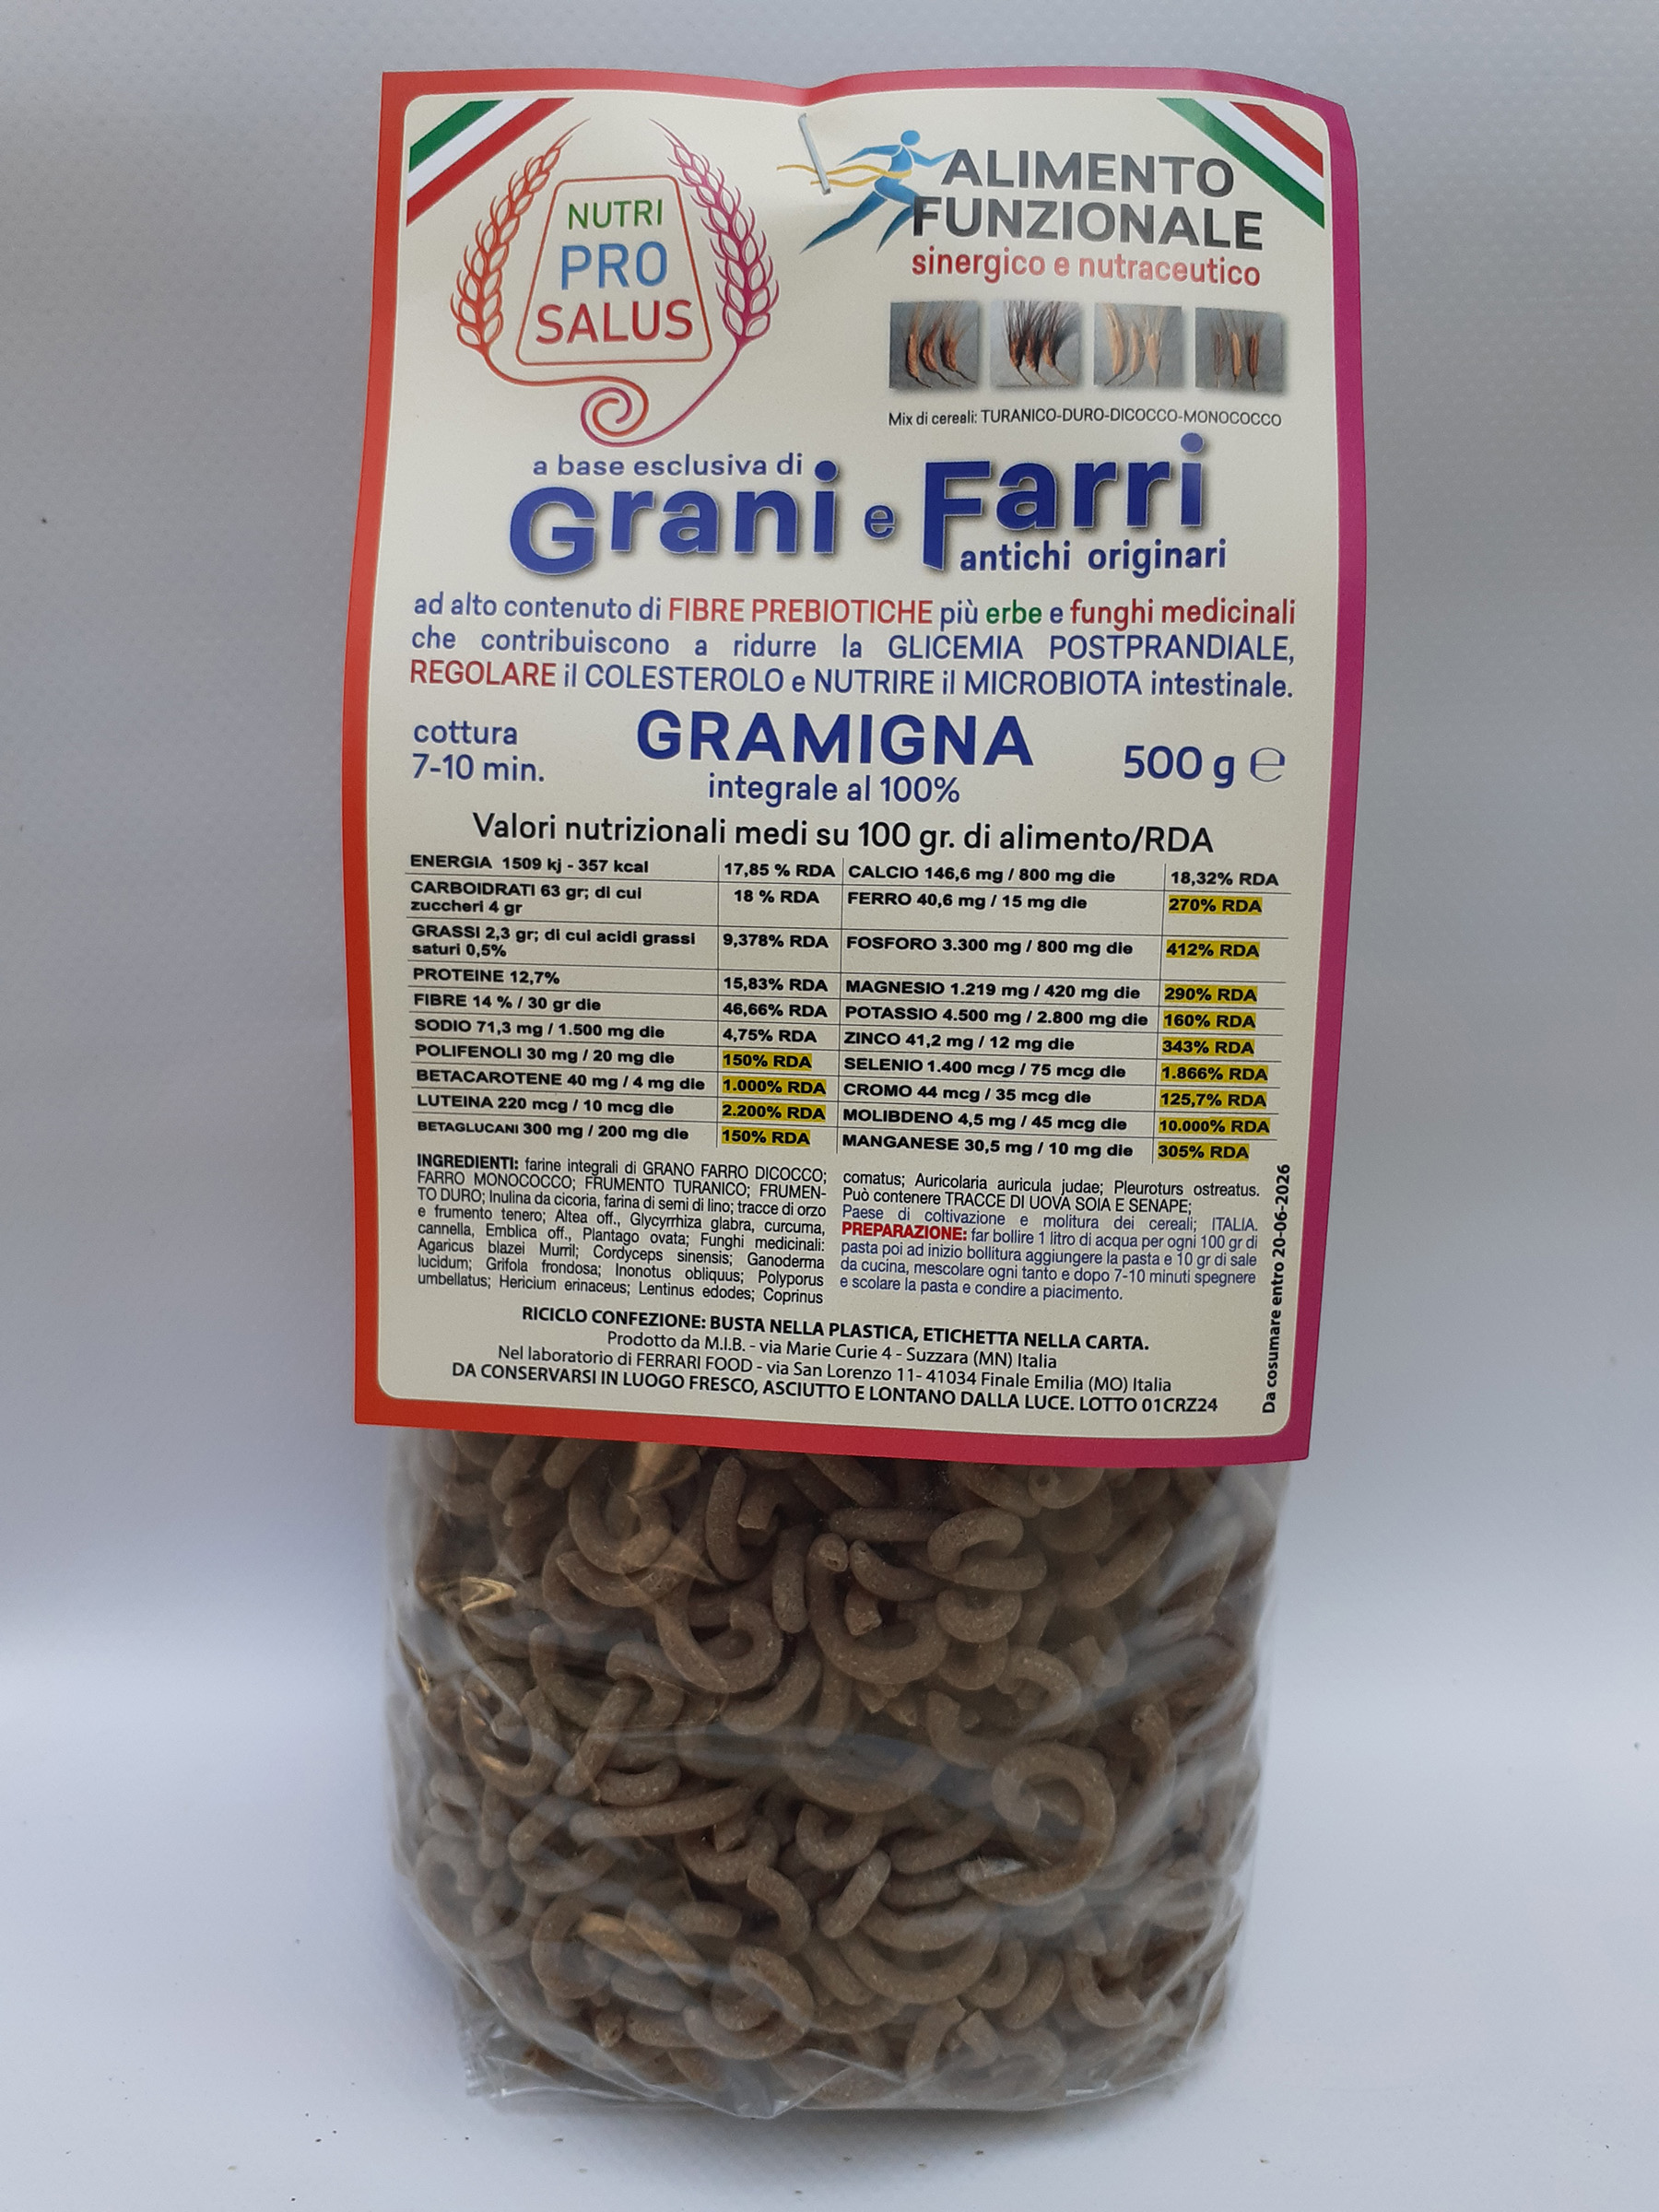 NUTRI
PRO
SALUS
ALIMENTO
FUNZIONALE
sinergico e nutraceutico
Mix di cereali: TURANICO-DURO-DICOCCO-MONOCOCCO
a base esclusiva di
Grani e Farri
antichi originari
ad alto contenuto di FIBRE PREBIOTICHE più erbe e funghi medicinali
che contribuiscono a ridurre la GLICEMIA POSTPRANDIALE,
REGOLARE il COLESTEROLO e NUTRIRE il MICROBIOTA intestinale.
cottura
7-10 min.
GRAMIGNA
integrale al 100%
500 g ℮
Valori nutrizionali medi su 100 gr. di alimento/RDA
ENERGIA 1509 kj - 357 kcal 17,85 % RDA
CARBOIDRATI 63 gr; di cui
zuccheri 4 gr 18 % RDA
GRASSI 2,3 gr; di cui acidi grassi
saturi 0,5% 9,378% RDA
PROTEINE 12,7% 15,83% RDA
FIBRE 14 % / 30 gr die 46,66% RDA
SODIO 71,3 mg / 1.500 mg die 4,75% RDA
POLIFENOLI 30 mg / 20 mg die 150% RDA
BETACAROTENE 40 mg / 4 mg die 1.000% RDA
LUTEINA 220 mcg / 10 mcg die 2.200% RDA
BETAGLUCANI 300 mg / 200 mg die 150% RDA
CALCIO 146,6 mg / 800 mg die 18,32% RDA
FERRO 40,6 mg / 15 mg die 270% RDA
FOSFORO 3.300 mg / 800 mg die 412% RDA
MAGNESIO 1.219 mg / 420 mg die 290% RDA
POTASSIO 4.500 mg / 2.800 mg die 160% RDA
ZINCO 41,2 mg / 12 mg die 343% RDA
SELENIO 1.400 mcg / 75 mcg die 1.866% RDA
CROMO 44 mcg / 35 mcg die 125,7% RDA
MOLIBDENO 4,5 mg / 45 mcg die 10.000% RDA
MANGANESE 30,5 mg / 10 mg die 305% RDA
INGREDIENTI: farine integrali di GRANO FARRO DICOCCO;
FARRO MONOCOCCO; FRUMENTO TURANICO; FRUMEN-
TO DURO; Inulina da cicoria, farina di semi di lino; tracce di orzo
e frumento tenero; Altea off., Glycyrrhiza glabra, curcuma,
cannella, Emblica off., Plantago ovata; Funghi medicinali:
Agaricus blazei Murril; Cordyceps sinensis; Ganoderma
lucidum; Grifola frondosa; Inonotus obliquus; Polyporus
umbellatus; Hericium erinaceus; Lentinus edodes; Coprinus
comatus; Auricolaria auricula judae; Pleuroturs ostreatus.
Può contenere TRACCE DI UOVA SOIA E SENAPE;
Paese di coltivazione e molitura dei cereali; ITALIA.
PREPARAZIONE: far bollire 1 litro di acqua per ogni 100 gr di
pasta poi ad inizio bollitura aggiungere la pasta e 10 gr di sale
da cucina, mescolare ogni tanto e dopo 7-10 minuti spegnere
e scolare la pasta e condire a piacimento.
Da cosumare entro 20-06-2026
RICICLO CONFEZIONE: BUSTA NELLA PLASTICA, ETICHETTA NELLA CARTA.
Prodotto da M.I.B. - via Marie Curie 4 - Suzzara (MN) Italia
Nel laboratorio di FERRARI FOOD - via San Lorenzo 11- 41034 Finale Emilia (MO) Italia
DA CONSERVARSI IN LUOGO FRESCO, ASCIUTTO E LONTANO DALLA LUCE. LOTTO 01CRZ24